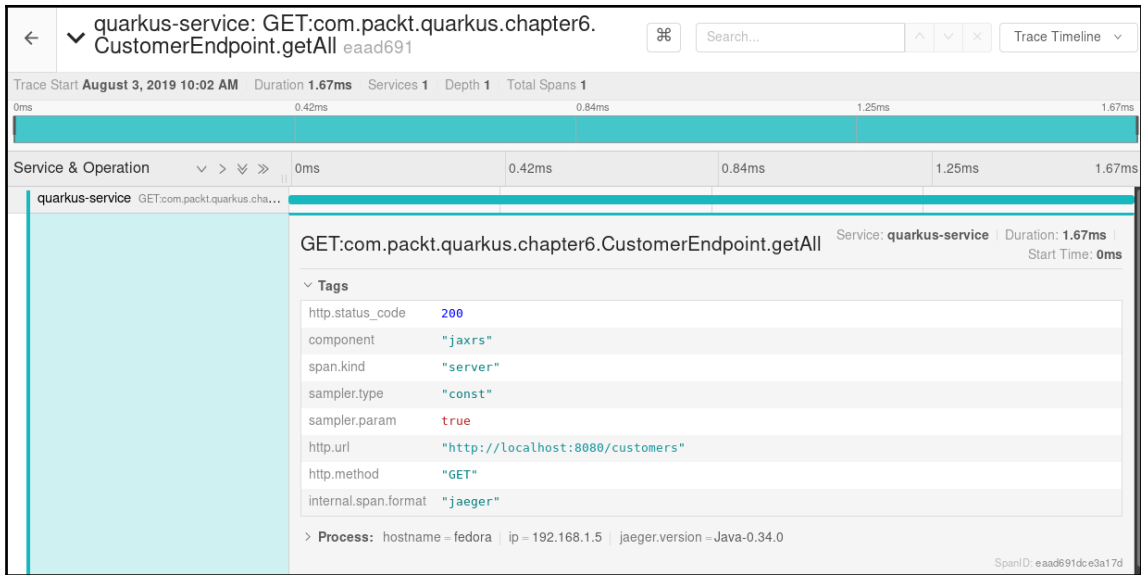 quarkus-service: GET:com.packt.quarkus.chapter6.
CustomerEndpoint.getAll eaad691
⌘ Search... Trace Timeline
Trace Start August 3, 2019 10:02 AM Duration 1.67ms Services 1 Depth 1 Total Spans 1
0ms 0.42ms 0.84ms 1.25ms 1.67ms
Service & Operation 0ms 0.42ms 0.84ms 1.25ms 1.67ms
quarkus-service GET:com.packt.quarkus.cha...
GET:com.packt.quarkus.chapter6.CustomerEndpoint.getAll
Service: quarkus-service Duration: 1.67ms
Start Time: 0ms
Tags
http.status_code 200
component "jaxrs"
span.kind "server"
sampler.type "const"
sampler.param true
http.url "http://localhost:8080/customers"
http.method "GET"
internal.span.format "jaeger"
Process: hostname = fedora | ip = 192.168.1.5 | jaeger.version = Java-0.34.0
SpanID: eaad691dce3a17d